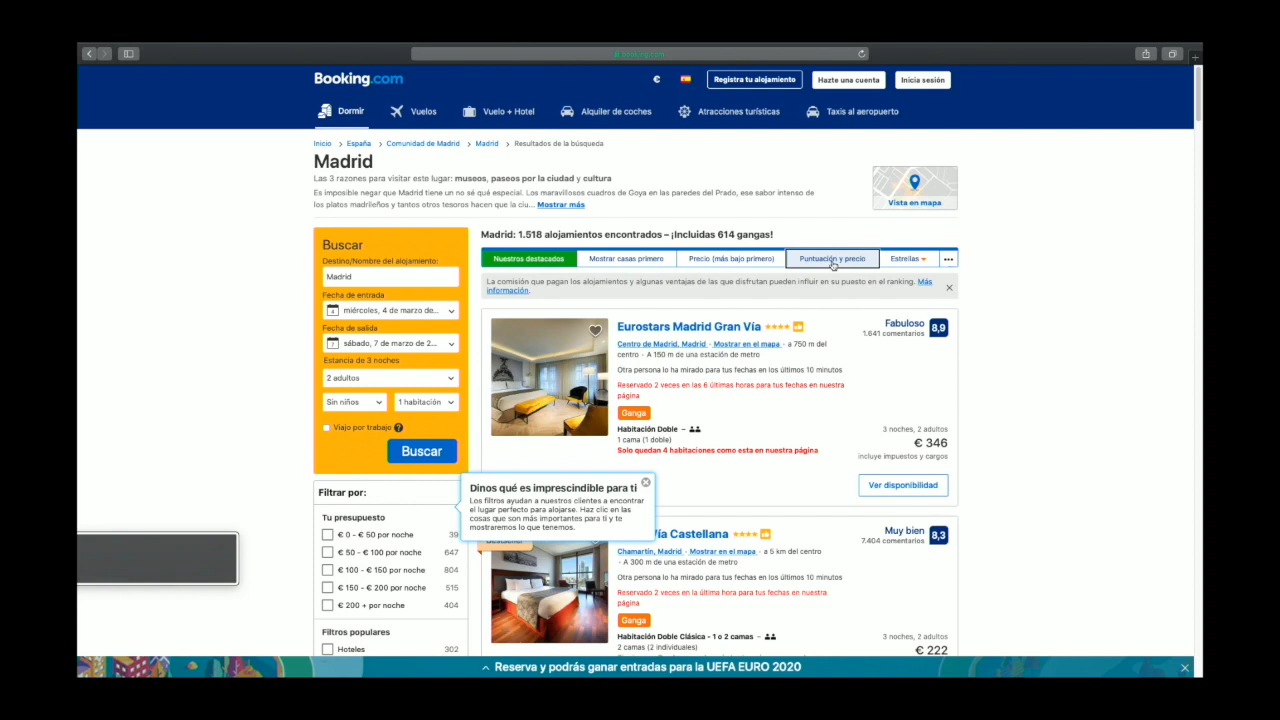 booking.com
Booking.com
€
Registra tu alojamiento
Hazte una cuenta
Inicia sesión
Dormir
Vuelos
Vuelo + Hotel
Alquiler de coches
Atracciones turísticas
Taxis al aeropuerto
Inicio > España > Comunidad de Madrid > Madrid > Resultados de la búsqueda
Madrid
Las 3 razones para visitar este lugar: museos, paseos por la ciudad y cultura
Es imposible negar que Madrid tiene un no sé qué especial. Los maravillosos cuadros de Goya en las paredes del Prado, ese sabor intenso de
los platos madrileños y tantos otros tesoros hacen que la ciu... Mostrar más
Vista en mapa
Buscar
Destino/Nombre del alojamiento:
Madrid
Fecha de entrada
4 miércoles, 4 de marzo de...
Fecha de salida
7 sábado, 7 de marzo de 2...
Estancia de 3 noches
2 adultos
Sin niños
1 habitación
Viajo por trabajo ?
Buscar
Filtrar por:
Tu presupuesto
€ 0 - € 50 por noche 39
€ 50 - € 100 por noche 647
€ 100 - € 150 por noche 804
€ 150 - € 200 por noche 515
€ 200 + por noche 404
Filtros populares
Hoteles 302
Dinos qué es imprescindible para ti
Los filtros ayudan a nuestros clientes a encontrar
el lugar perfecto para alojarse. Haz clic en las
cosas que son más importantes para ti y te
mostraremos lo que tenemos.
Madrid: 1.518 alojamientos encontrados – ¡Incluidas 614 gangas!
Nuestros destacados
Mostrar casas primero
Precio (más bajo primero)
Puntuación y precio
Estrellas
La comisión que pagan los alojamientos y algunas ventajas de las que disfrutan pueden influir en su puesto en el ranking. Más
información.
Eurostars Madrid Gran Vía
Fabuloso
1.641 comentarios
8,9
Centro de Madrid, Madrid - Mostrar en el mapa - a 750 m del
centro - A 150 m de una estación de metro
Otra persona lo ha mirado para tus fechas en los últimos 10 minutos
Reservado 2 veces en las 6 últimas horas para tus fechas en nuestra
página
Ganga
Habitación Doble –
1 cama (1 doble)
Solo quedan 4 habitaciones como esta en nuestra página
3 noches, 2 adultos
€ 346
incluye impuestos y cargos
Ver disponibilidad
Vía Castellana
Muy bien
7.404 comentarios
8,3
Chamartín, Madrid - Mostrar en el mapa - a 5 km del centro
- A 300 m de una estación de metro
Otra persona lo ha mirado para tus fechas en los últimos 10 minutos
Reservado 2 veces en la última hora para tus fechas en nuestra
página
Ganga
Habitación Doble Clásica - 1 o 2 camas –
2 camas (2 individuales)
3 noches, 2 adultos
€ 222
Reserva y podrás ganar entradas para la UEFA EURO 2020